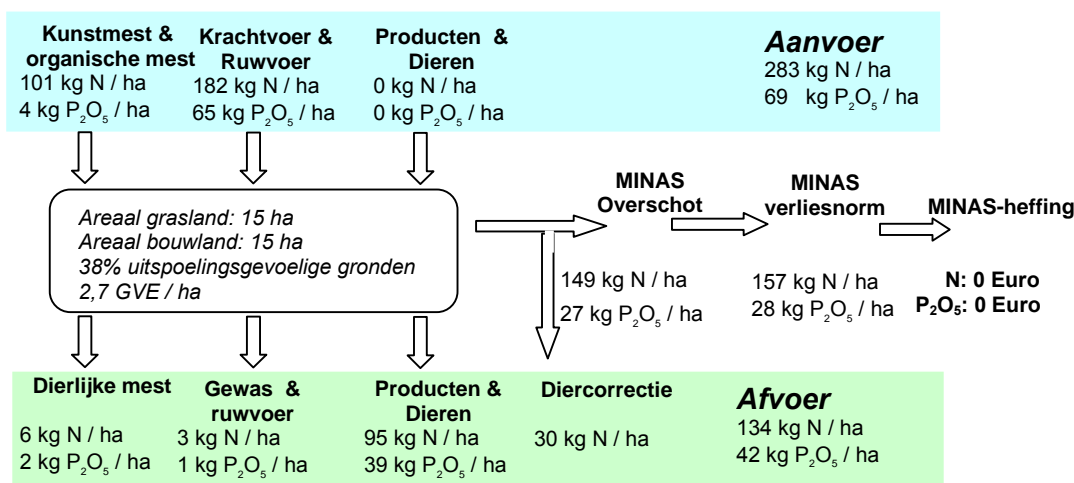 Kunstmest &
organische mest
101 kg N / ha
4 kg P2O5 / ha
Krachtvoer &
Ruwvoer
182 kg N / ha
65 kg P2O5 / ha
Producten &
Dieren
0 kg N / ha
0 kg P2O5 / ha
Aanvoer
283 kg N / ha
69 kg P2O5 / ha
Areaal grasland: 15 ha
Areaal bouwland: 15 ha
38% uitspoelingsgevoelige gronden
2,7 GVE / ha
MINAS
Overschot
149 kg N / ha
27 kg P2O5 / ha
MINAS
verliesnorm
157 kg N / ha
28 kg P2O5 / ha
MINAS-heffing
N: 0 Euro
P2O5: 0 Euro
Dierlijke mest
6 kg N / ha
2 kg P2O5 / ha
Gewas &
ruwvoer
3 kg N / ha
1 kg P2O5 / ha
Producten &
Dieren
95 kg N / ha
39 kg P2O5 / ha
Diercorrectie
30 kg N / ha
Afvoer
134 kg N / ha
42 kg P2O5 / ha